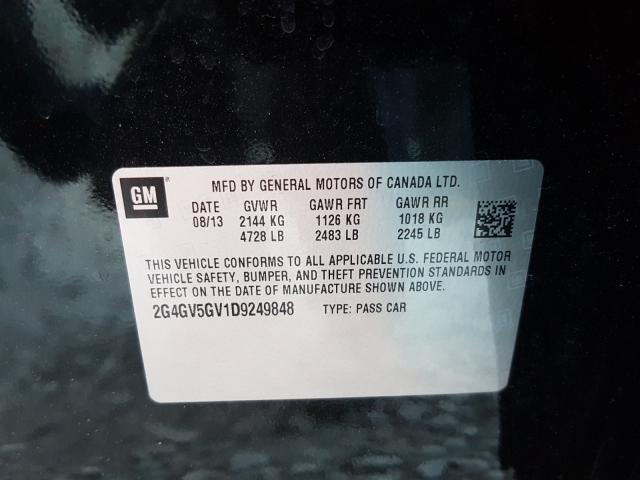 GM
MFD BY GENERAL MOTORS OF CANADA LTD.
DATE GVWR GAWR FRT GAWR RR
08/13 2144 KG 1126 KG 1018 KG
4728 LB 2483 LB 2245 LB
THIS VEHICLE CONFORMS TO ALL APPLICABLE U.S. FEDERAL MOTOR
VEHICLE SAFETY, BUMPER, AND THEFT PREVENTION STANDARDS IN
EFFECT ON THE DATE OF MANUFACTURE SHOWN ABOVE.
2G4GV5GV1D9249848 TYPE: PASS CAR